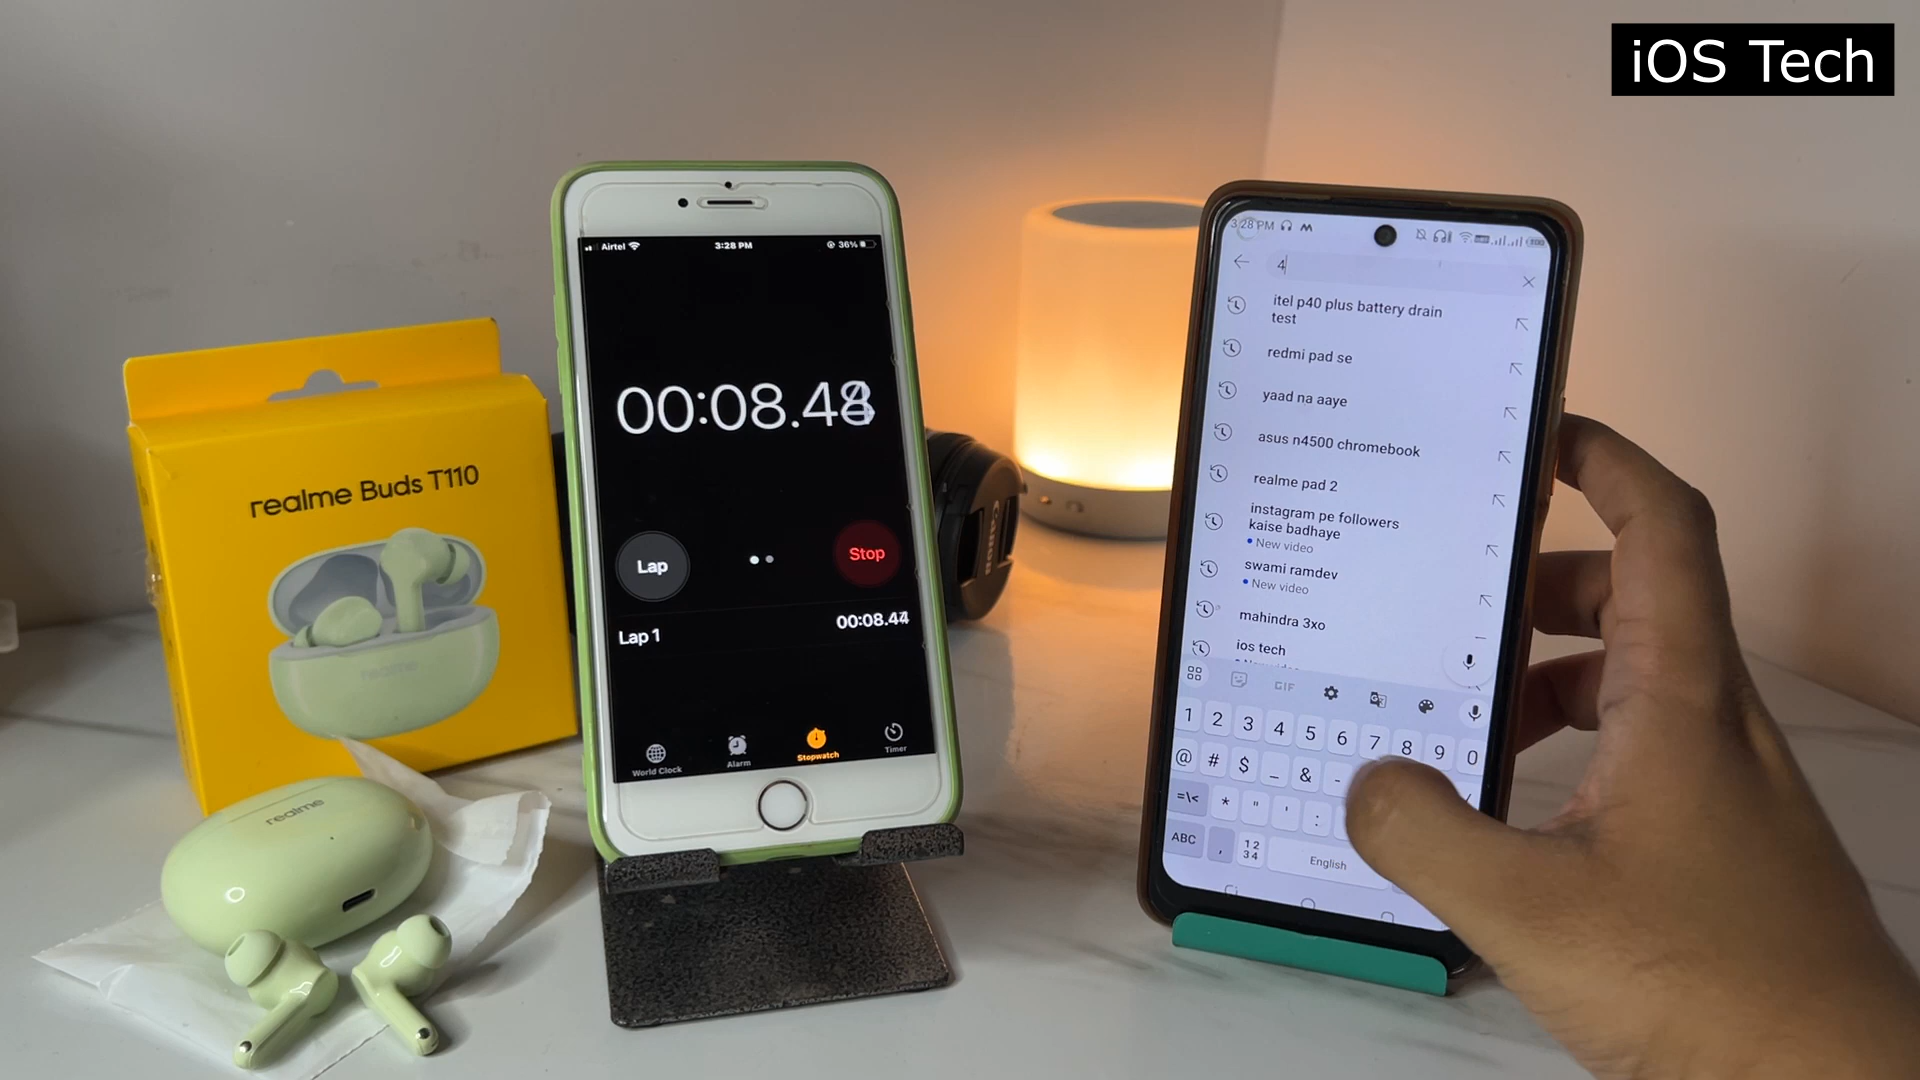 iOS Tech
realme Buds T110
realme
realme
Airtel 3:28 PM 36%
00:08.4
Lap
Stop
Lap 1 00:08.44
World Clock
Alarm
Stopwatch
Timer
Canon
3:28 PM 100
4
itel p40 plus battery drain
test
redmi pad se
yaad na aaye
asus n4500 chromebook
realme pad 2
instagram pe followers
kaise badhaye
New video
swami ramdev
New video
mahindra 3xo
ios tech
GIF
1 2 3 4 5 6 7 8 9 0
@ # $ _ & -
=\< * " ' : /
ABC , 12 English
34